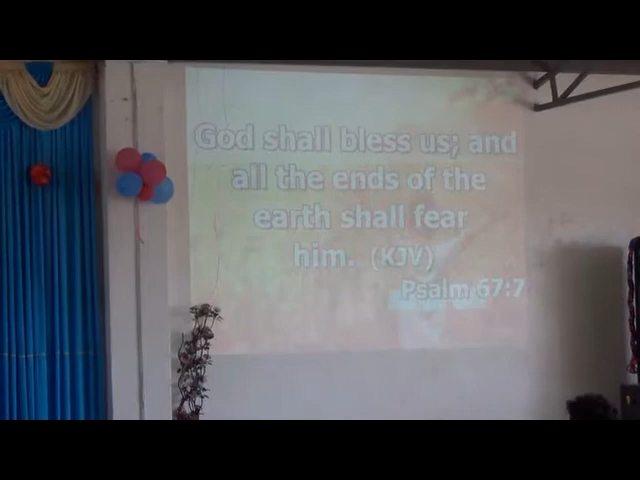 God shall bless us; and
all the ends of the
earth shall fear
him. (KJV)
Psalm 67:7